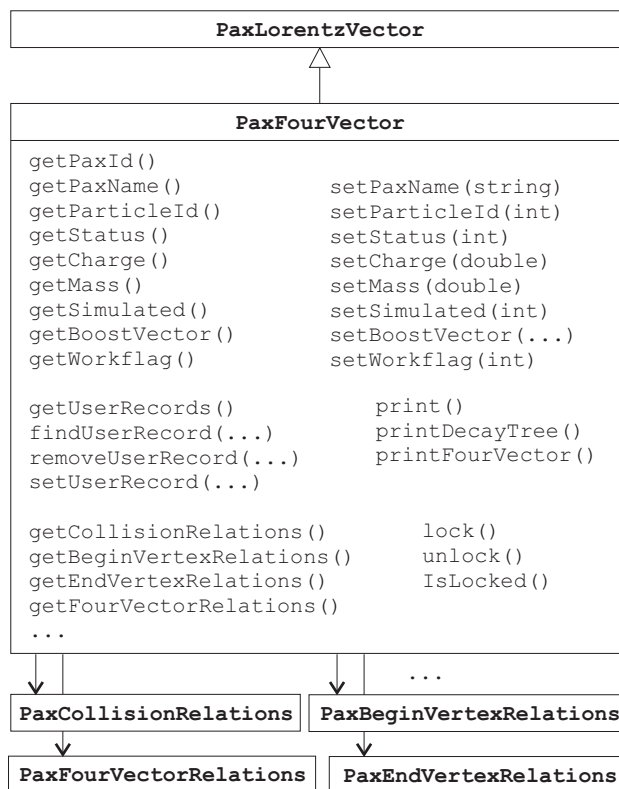 PaxLorentzVector
PaxFourVector
getPaxId()
getPaxName() setPaxName(string)
getParticleId() setParticleId(int)
getStatus() setStatus(int)
getCharge() setCharge(double)
getMass() setMass(double)
getSimulated() setSimulated(int)
getBoostVector() setBoostVector(...)
getWorkflag() setWorkflag(int)
getUserRecords() print()
findUserRecord(...) printDecayTree()
removeUserRecord(...) printFourVector()
setUserRecord(...)
getCollisionRelations() lock()
getBeginVertexRelations() unlock()
getEndVertexRelations() IsLocked()
getFourVectorRelations()
...
...
PaxCollisionRelations PaxBeginVertexRelations
PaxFourVectorRelations PaxEndVertexRelations